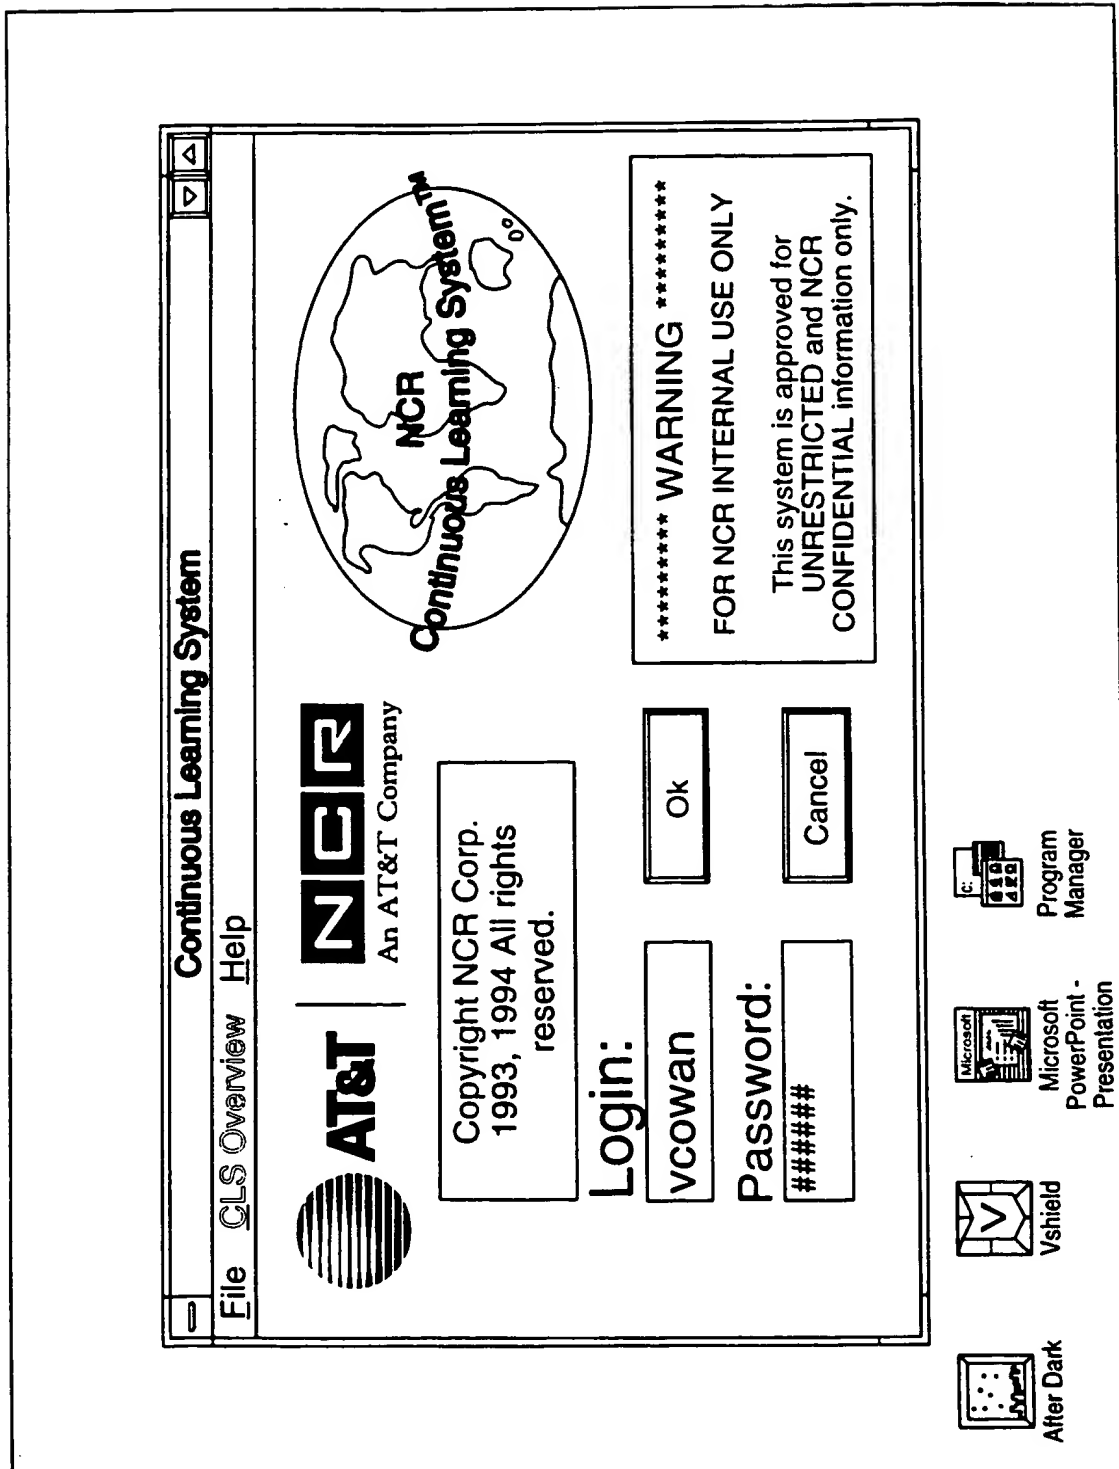 Continuous Learning System
File CLS Overview Help
AT&T
NCR
An AT&T Company
NCR
Continuous Learning System™
Copyright NCR Corp.
1993, 1994 All rights
reserved.
Login:
vcowan
Ok
Password:
######
Cancel
********* WARNING *********
FOR NCR INTERNAL USE ONLY
This system is approved for
UNRESTRICTED and NCR
CONFIDENTIAL information only.
After Dark
V
Vshield
Microsoft
Microsoft
PowerPoint -
Presentation
c:
Program
Manager